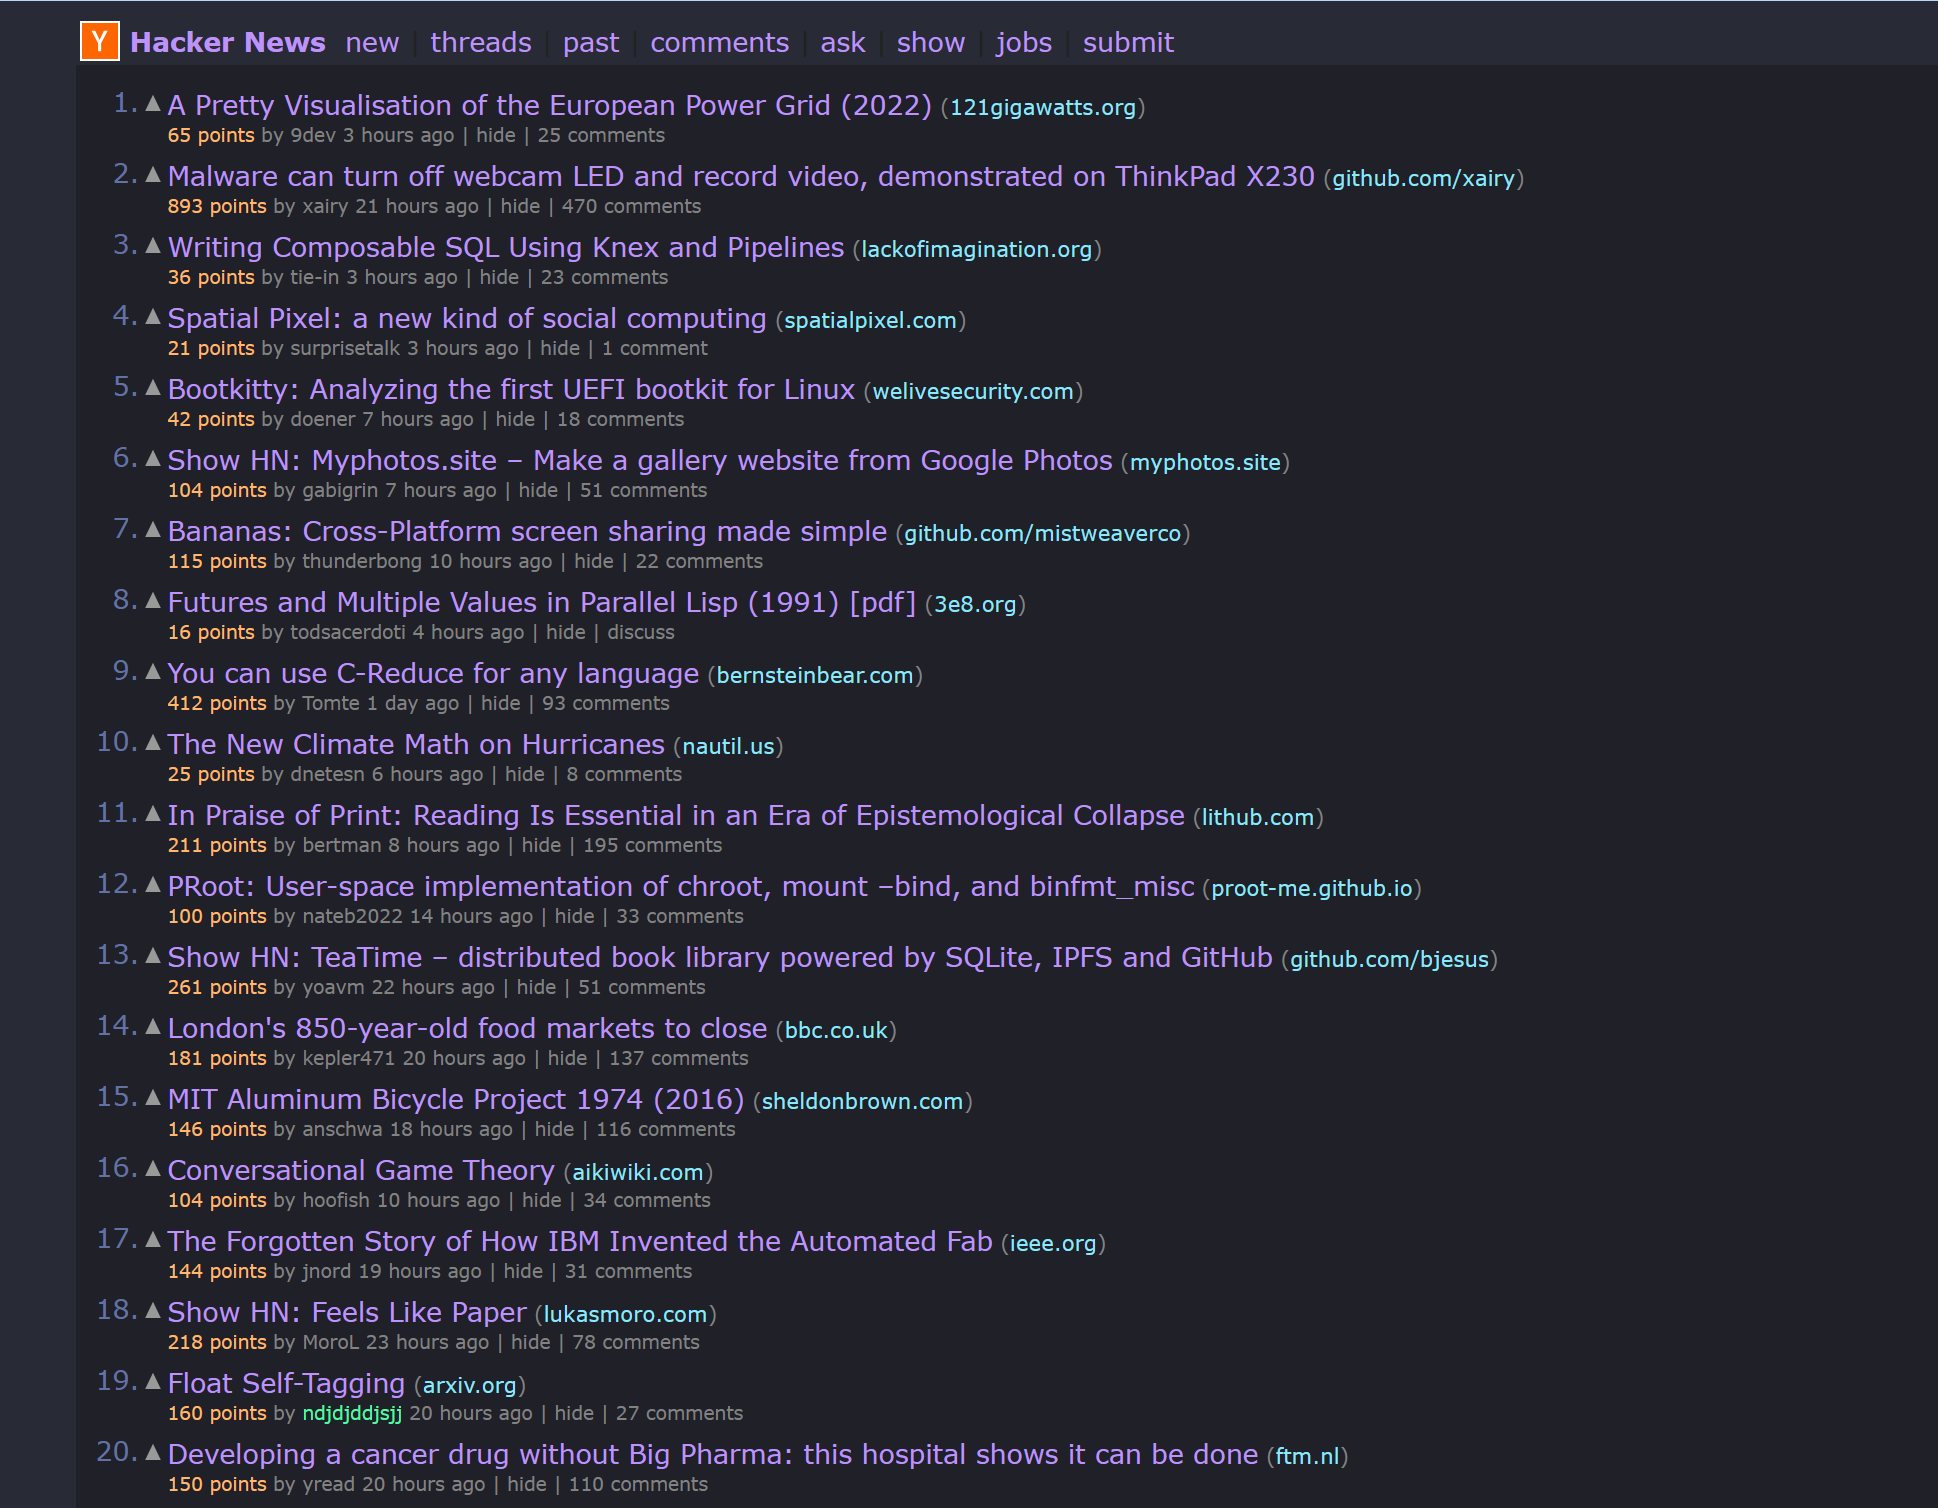 Y Hacker News new | threads | past | comments | ask | show | jobs | submit
1. ▲ A Pretty Visualisation of the European Power Grid (2022) (121gigawatts.org)
65 points by 9dev 3 hours ago | hide | 25 comments
2. ▲ Malware can turn off webcam LED and record video, demonstrated on ThinkPad X230 (github.com/xairy)
893 points by xairy 21 hours ago | hide | 470 comments
3. ▲ Writing Composable SQL Using Knex and Pipelines (lackofimagination.org)
36 points by tie-in 3 hours ago | hide | 23 comments
4. ▲ Spatial Pixel: a new kind of social computing (spatialpixel.com)
21 points by surprisetalk 3 hours ago | hide | 1 comment
5. ▲ Bootkitty: Analyzing the first UEFI bootkit for Linux (welivesecurity.com)
42 points by doener 7 hours ago | hide | 18 comments
6. ▲ Show HN: Myphotos.site – Make a gallery website from Google Photos (myphotos.site)
104 points by gabigrin 7 hours ago | hide | 51 comments
7. ▲ Bananas: Cross-Platform screen sharing made simple (github.com/mistweaverco)
115 points by thunderbong 10 hours ago | hide | 22 comments
8. ▲ Futures and Multiple Values in Parallel Lisp (1991) [pdf] (3e8.org)
16 points by todsacerdoti 4 hours ago | hide | discuss
9. ▲ You can use C-Reduce for any language (bernsteinbear.com)
412 points by Tomte 1 day ago | hide | 93 comments
10. ▲ The New Climate Math on Hurricanes (nautil.us)
25 points by dnetesn 6 hours ago | hide | 8 comments
11. ▲ In Praise of Print: Reading Is Essential in an Era of Epistemological Collapse (lithub.com)
211 points by bertman 8 hours ago | hide | 195 comments
12. ▲ PRoot: User-space implementation of chroot, mount –bind, and binfmt_misc (proot-me.github.io)
100 points by nateb2022 14 hours ago | hide | 33 comments
13. ▲ Show HN: TeaTime – distributed book library powered by SQLite, IPFS and GitHub (github.com/bjesus)
261 points by yoavm 22 hours ago | hide | 51 comments
14. ▲ London's 850-year-old food markets to close (bbc.co.uk)
181 points by kepler471 20 hours ago | hide | 137 comments
15. ▲ MIT Aluminum Bicycle Project 1974 (2016) (sheldonbrown.com)
146 points by anschwa 18 hours ago | hide | 116 comments
16. ▲ Conversational Game Theory (aikiwiki.com)
104 points by hoofish 10 hours ago | hide | 34 comments
17. ▲ The Forgotten Story of How IBM Invented the Automated Fab (ieee.org)
144 points by jnord 19 hours ago | hide | 31 comments
18. ▲ Show HN: Feels Like Paper (lukasmoro.com)
218 points by MoroL 23 hours ago | hide | 78 comments
19. ▲ Float Self-Tagging (arxiv.org)
160 points by ndjdjddjsjj 20 hours ago | hide | 27 comments
20. ▲ Developing a cancer drug without Big Pharma: this hospital shows it can be done (ftm.nl)
150 points by yread 20 hours ago | hide | 110 comments